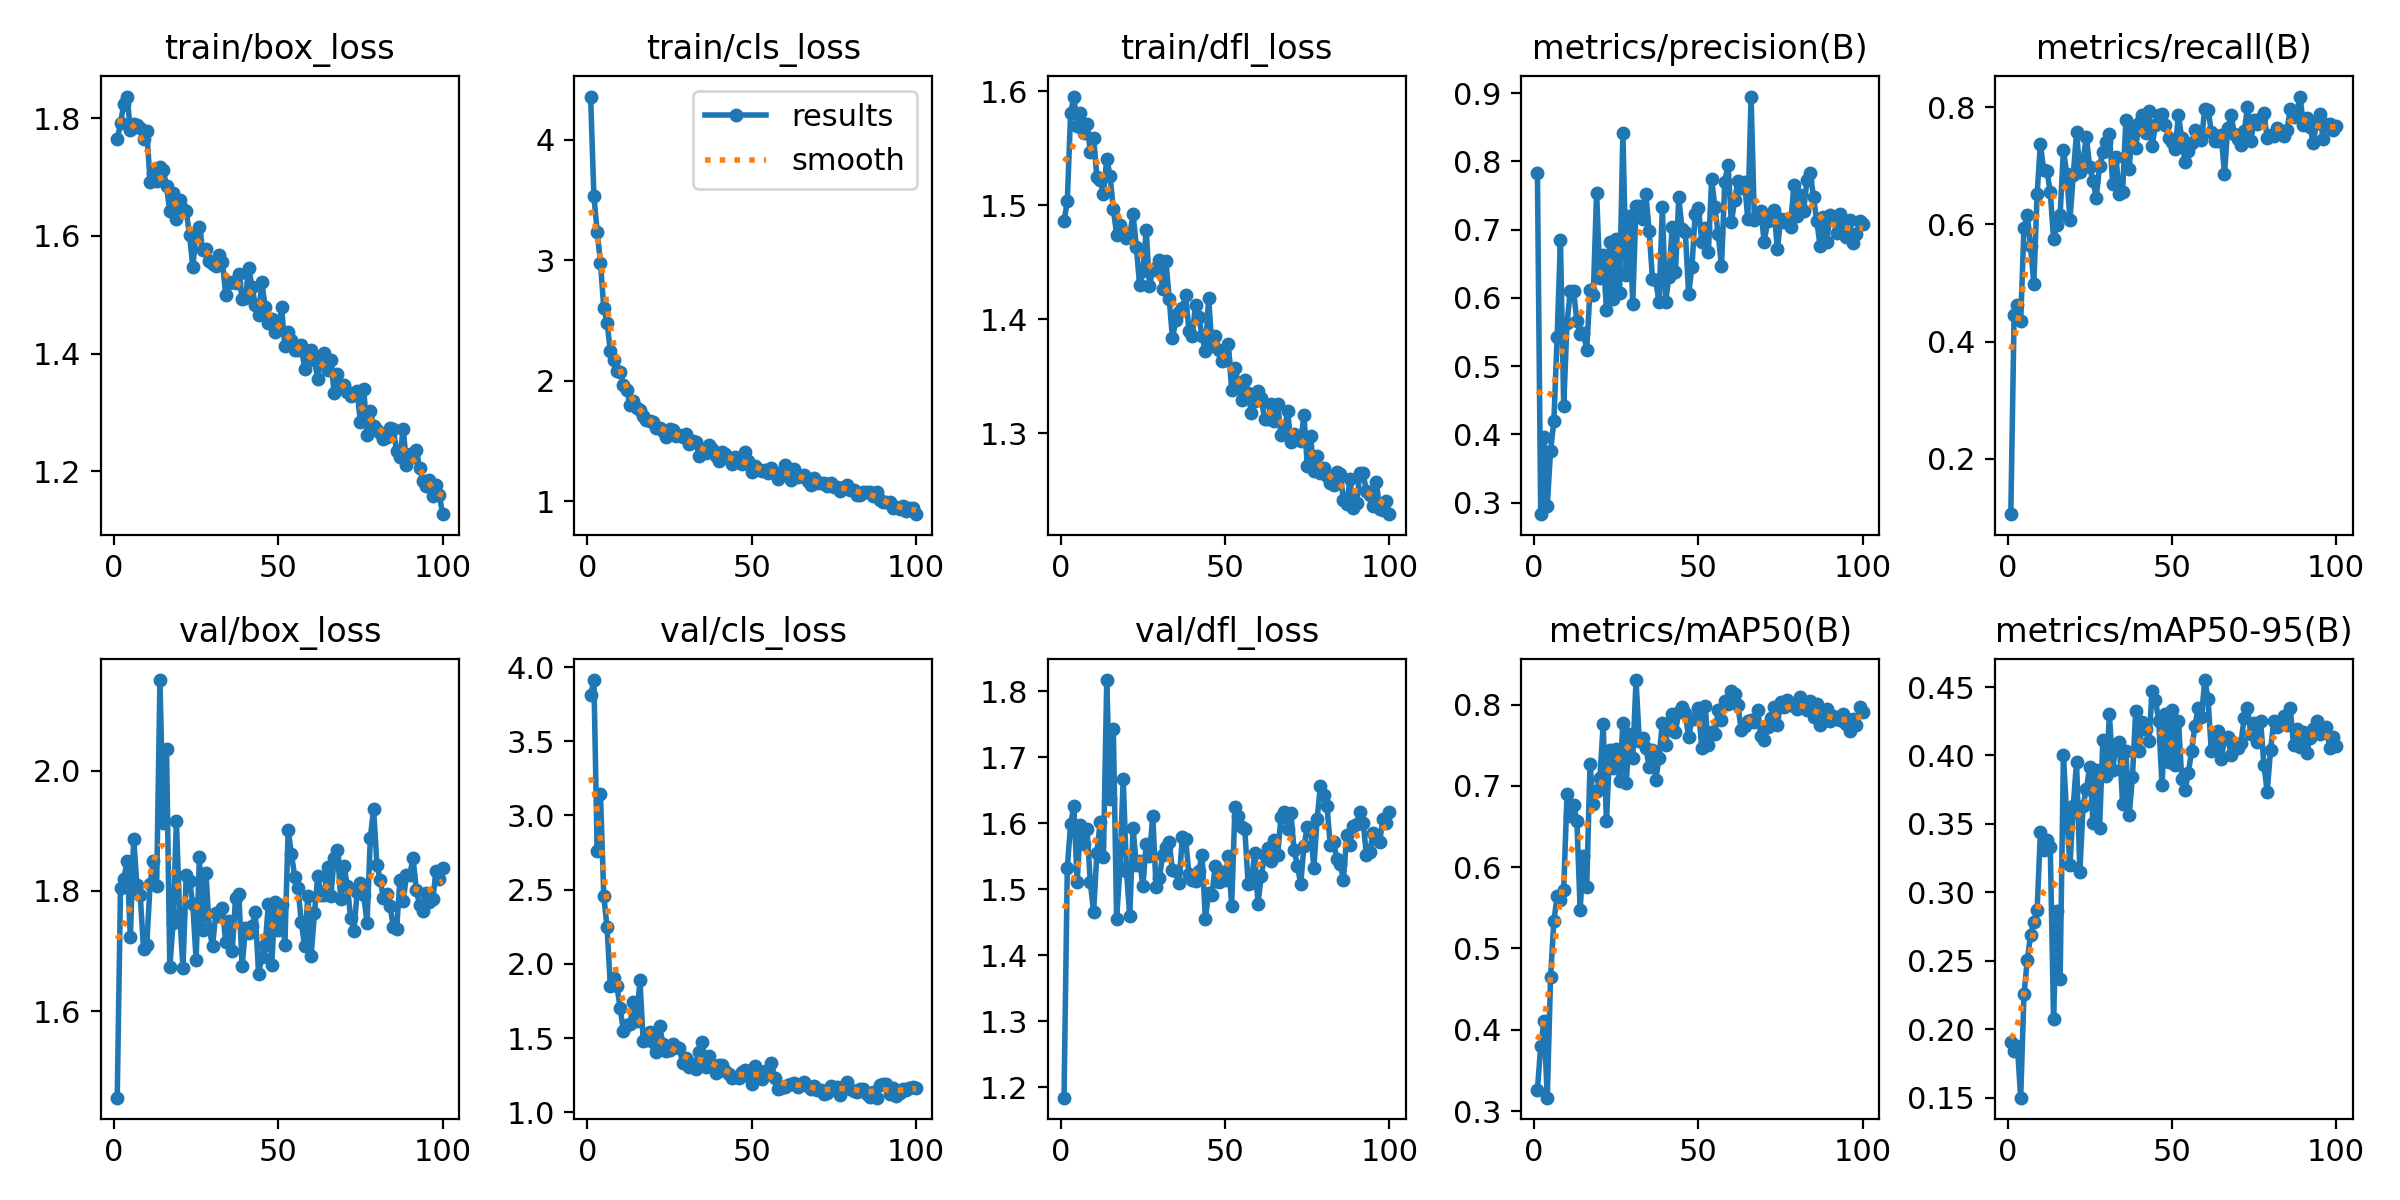 train/box_loss
1.8
1.6
1.4
1.2
0 50 100
train/cls_loss
results
smooth
4
3
2
1
0 50 100
train/dfl_loss
1.6
1.5
1.4
1.3
0 50 100
metrics/precision(B)
0.9
0.8
0.7
0.6
0.5
0.4
0.3
0 50 100
metrics/recall(B)
0.8
0.6
0.4
0.2
0 50 100
val/box_loss
2.0
1.8
1.6
0 50 100
val/cls_loss
4.0
3.5
3.0
2.5
2.0
1.5
1.0
0 50 100
val/dfl_loss
1.8
1.7
1.6
1.5
1.4
1.3
1.2
0 50 100
metrics/mAP50(B)
0.8
0.7
0.6
0.5
0.4
0.3
0 50 100
metrics/mAP50-95(B)
0.45
0.40
0.35
0.30
0.25
0.20
0.15
0 50 100